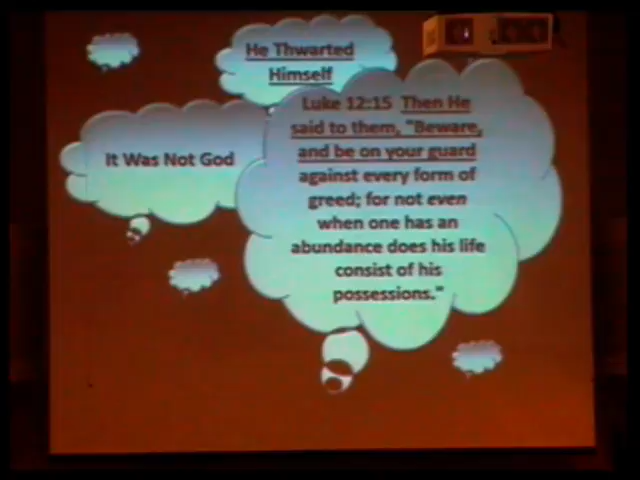 He Thwarted
Himself
It Was Not God
Luke 12:15 Then He
said to them, "Beware,
and be on your guard
against every form of
greed; for not even
when one has an
abundance does his life
consist of his
possessions."